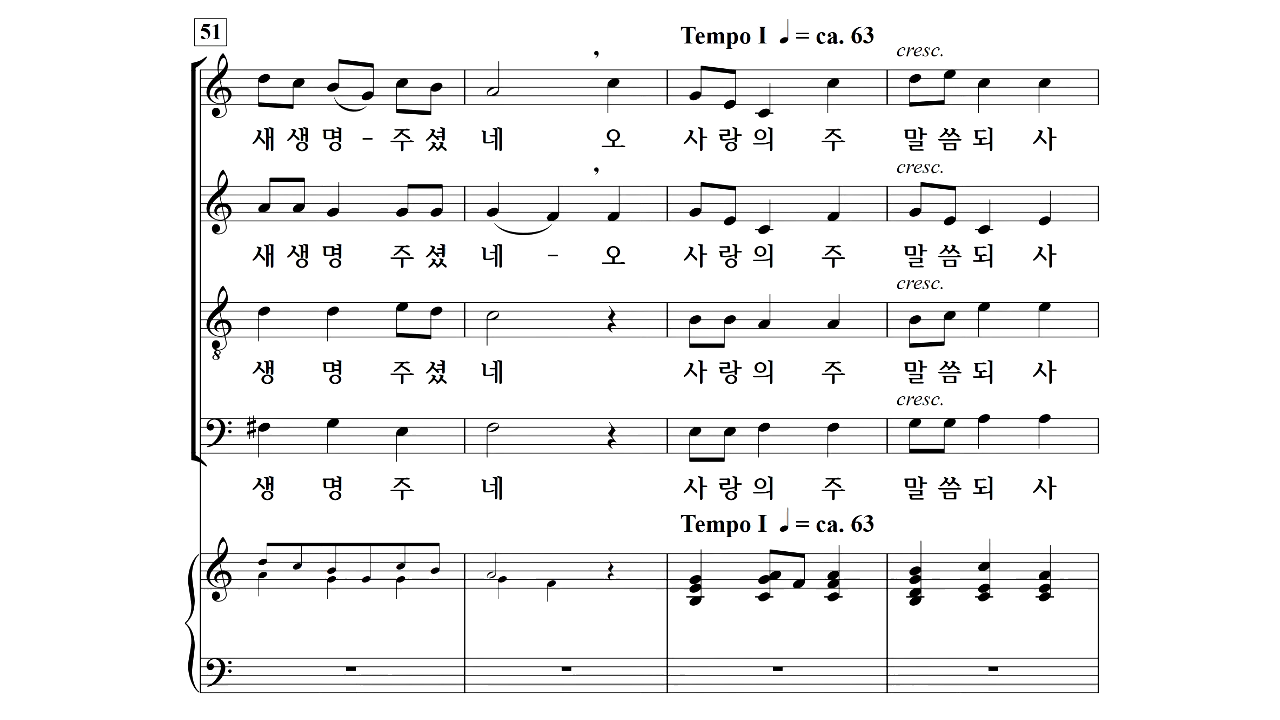 51
Tempo I ♩ = ca. 63
cresc.
새 생 명 - 주 셨 네 오 사 랑 의 주 말 씀 되 사
cresc.
새 생 명 주 셨 네 - 오 사 랑 의 주 말 씀 되 사
cresc.
생 명 주 셨 네 사 랑 의 주 말 씀 되 사
cresc.
생 명 주 네 사 랑 의 주 말 씀 되 사
Tempo I ♩ = ca. 63